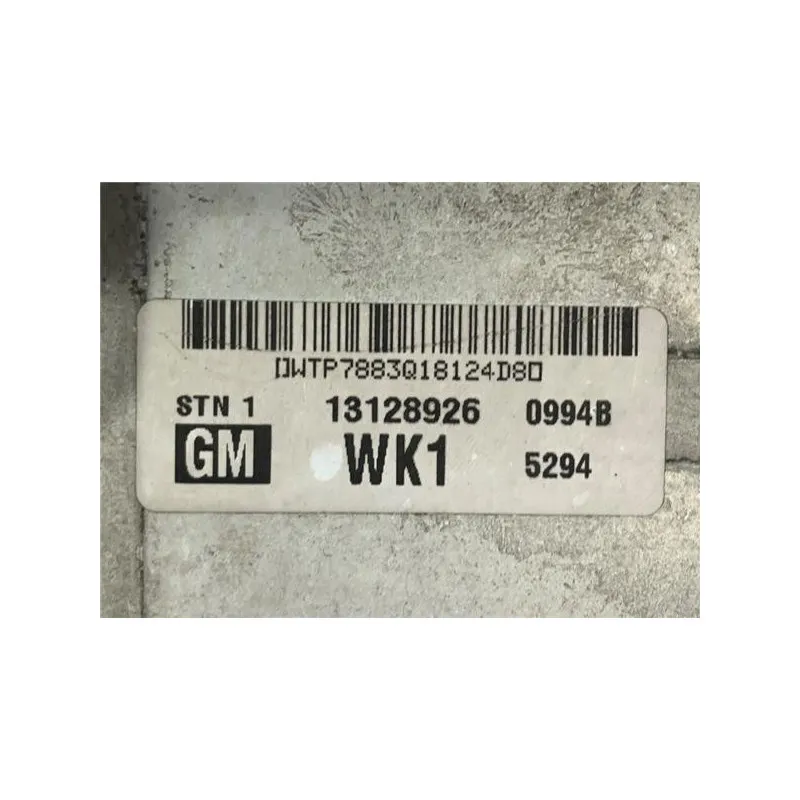 []WTP7883Q18124D8[]
STN 1 13128926 0994B
GM WK1 5294